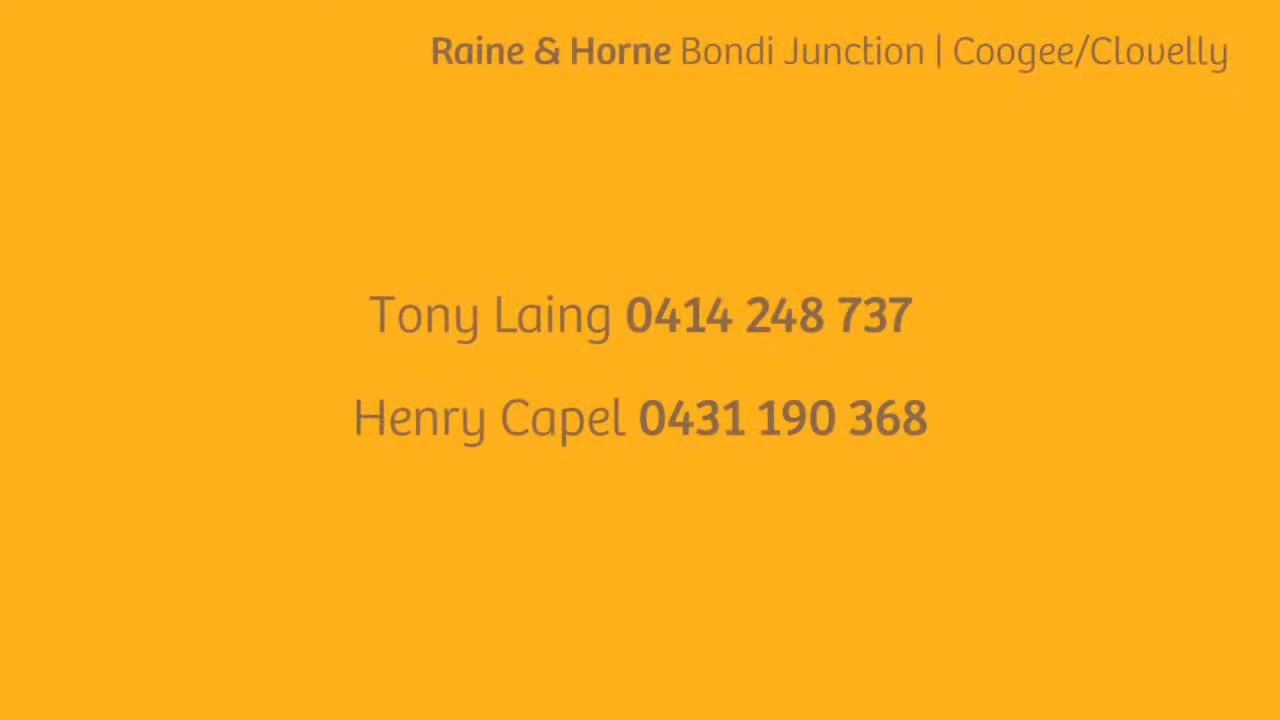 Raine & Horne Bondi Junction | Coogee/Clovelly
Tony Laing 0414 248 737
Henry Capel 0431 190 368